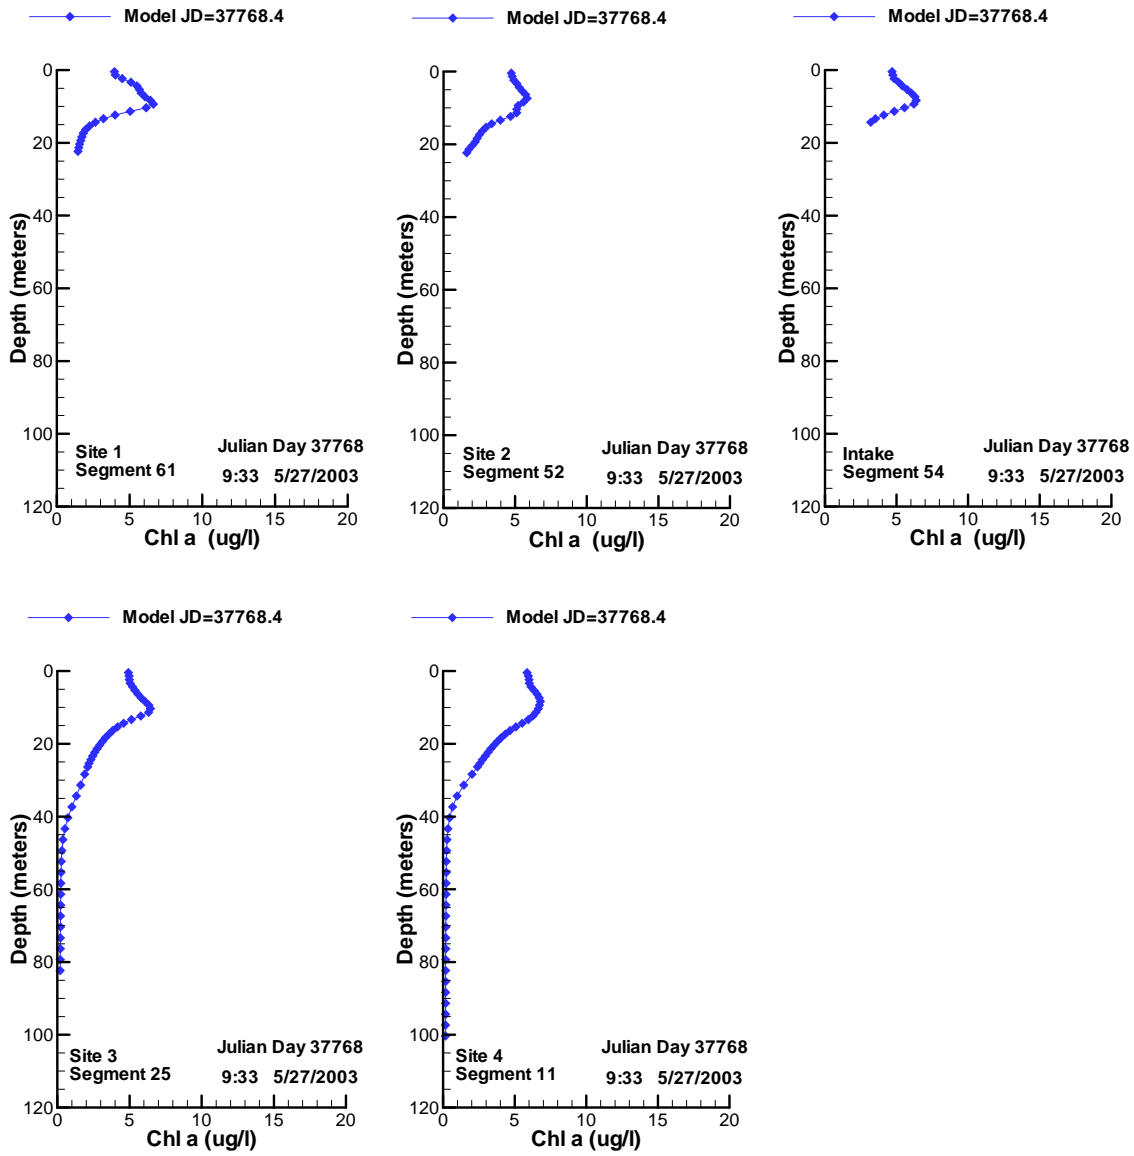 Model JD=37768.4
0
20
40
60
80
100
120
Depth (meters)
Site 1
Segment 61
Julian Day 37768
9:33 5/27/2003
0 5 10 15 20
Chl a (ug/l)
Model JD=37768.4
0
20
40
60
80
100
120
Depth (meters)
Site 2
Segment 52
Julian Day 37768
9:33 5/27/2003
0 5 10 15 20
Chl a (ug/l)
Model JD=37768.4
0
20
40
60
80
100
120
Depth (meters)
Intake
Segment 54
Julian Day 37768
9:33 5/27/2003
0 5 10 15 20
Chl a (ug/l)
Model JD=37768.4
0
20
40
60
80
100
120
Depth (meters)
Site 3
Segment 25
Julian Day 37768
9:33 5/27/2003
0 5 10 15 20
Chl a (ug/l)
Model JD=37768.4
0
20
40
60
80
100
120
Depth (meters)
Site 4
Segment 11
Julian Day 37768
9:33 5/27/2003
0 5 10 15 20
Chl a (ug/l)